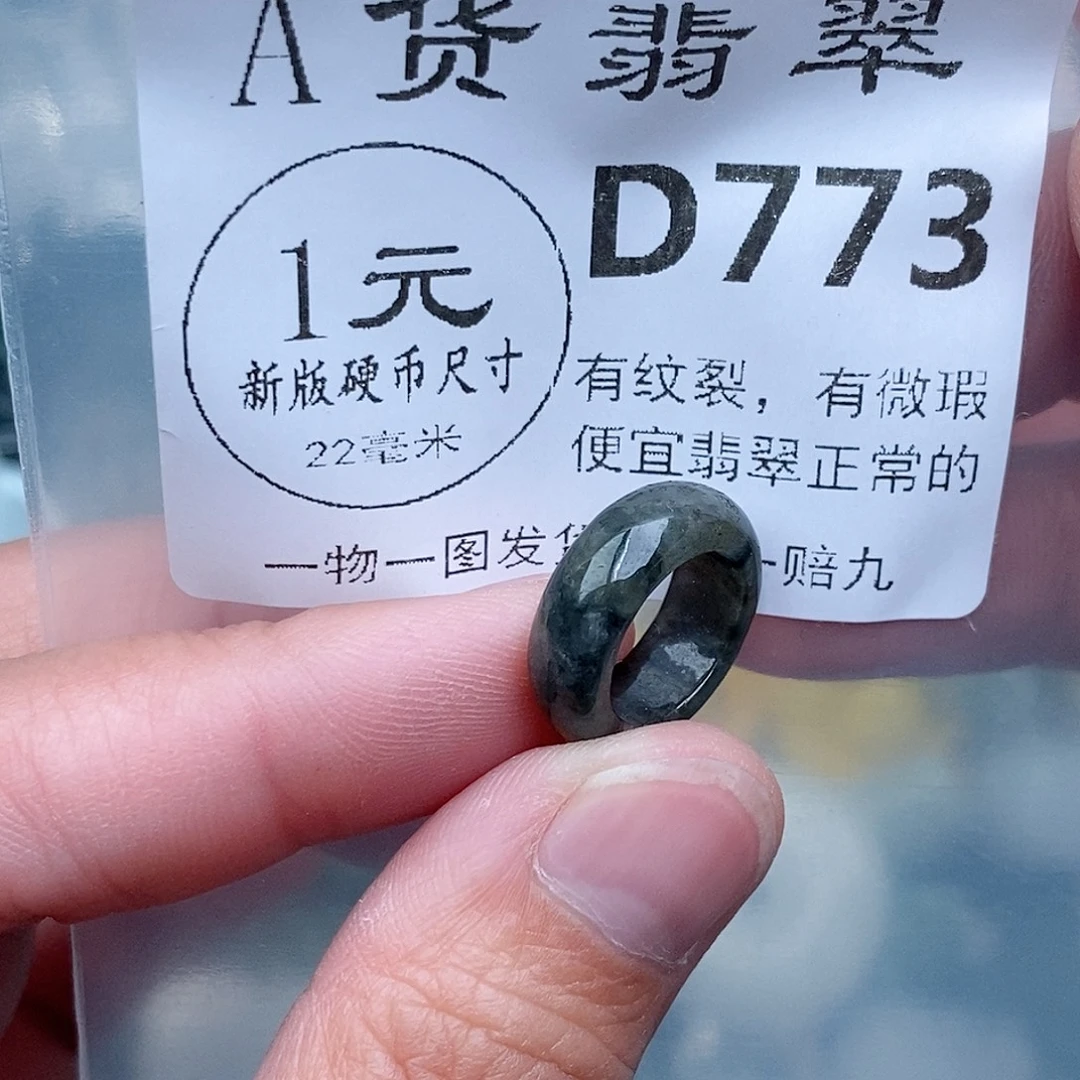 A货翡翠
D773
1元
新版硬币尺寸
22毫米
有纹裂，有微瑕
便宜翡翠正常的
一物一图发货 一赔九